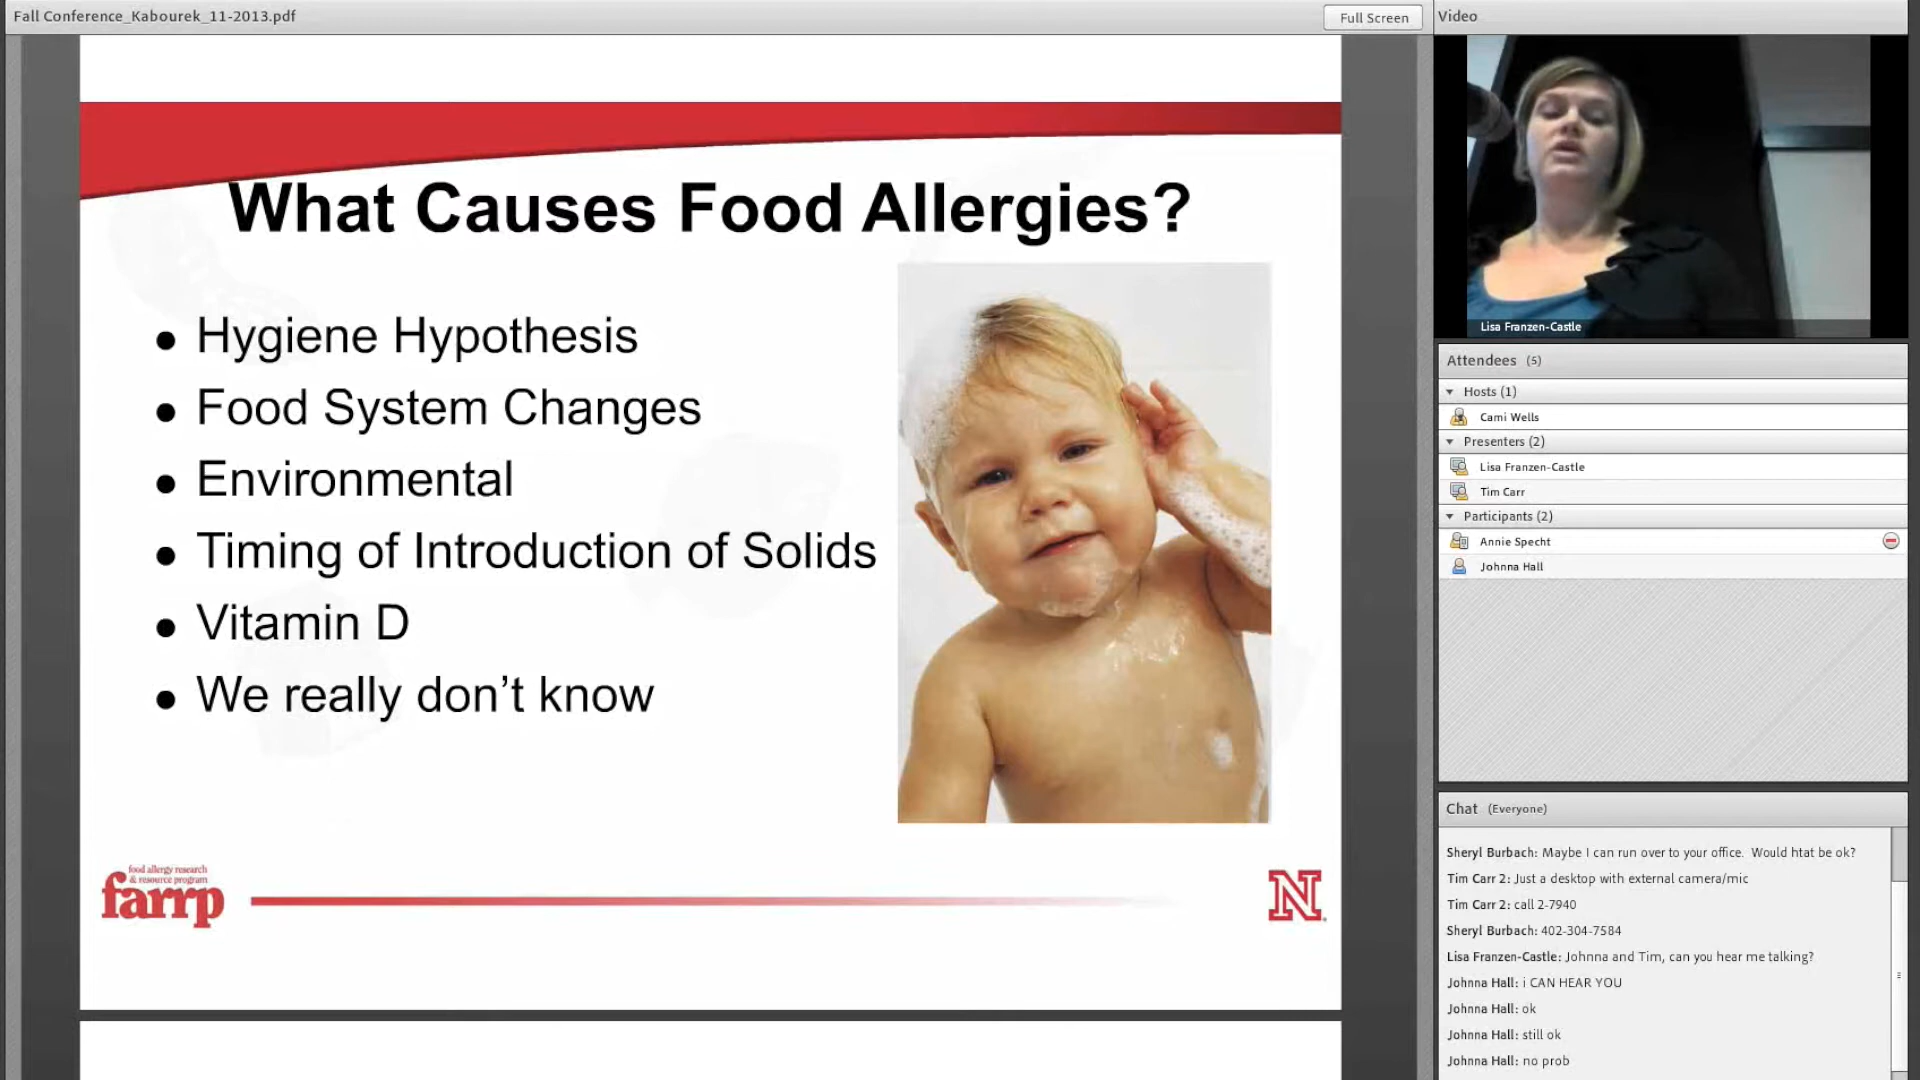 Fall Conference_Kabourek_11-2013.pdf
Full Screen
What Causes Food Allergies?
● Hygiene Hypothesis
● Food System Changes
● Environmental
● Timing of Introduction of Solids
● Vitamin D
● We really don’t know
food allergy research
& resource program
farrp
N
Video
Lisa Franzen-Castle
Attendees (5)
Hosts (1)
Cami Wells
Presenters (2)
Lisa Franzen-Castle
Tim Carr
Participants (2)
Annie Specht
Johnna Hall
Chat (Everyone)
Sheryl Burbach: Maybe I can run over to your office. Would htat be ok?
Tim Carr 2: Just a desktop with external camera/mic
Tim Carr 2: call 2-7940
Sheryl Burbach: 402-304-7584
Lisa Franzen-Castle: Johnna and Tim, can you hear me talking?
Johnna Hall: i CAN HEAR YOU
Johnna Hall: ok
Johnna Hall: still ok
Johnna Hall: no prob